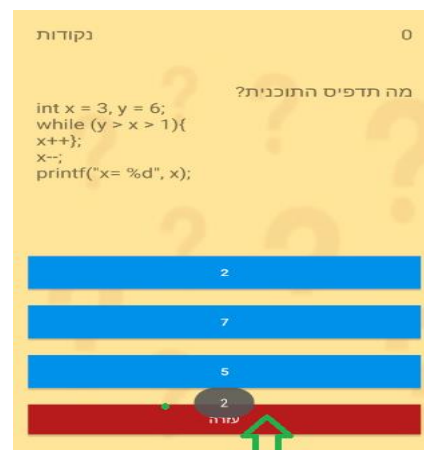 נקודות 0
מה תדפיס התוכנית?
int x = 3, y = 6;
while (y > x > 1){
x++};
x--;
printf("x= %d", x);
2
7
5
2
עזרה